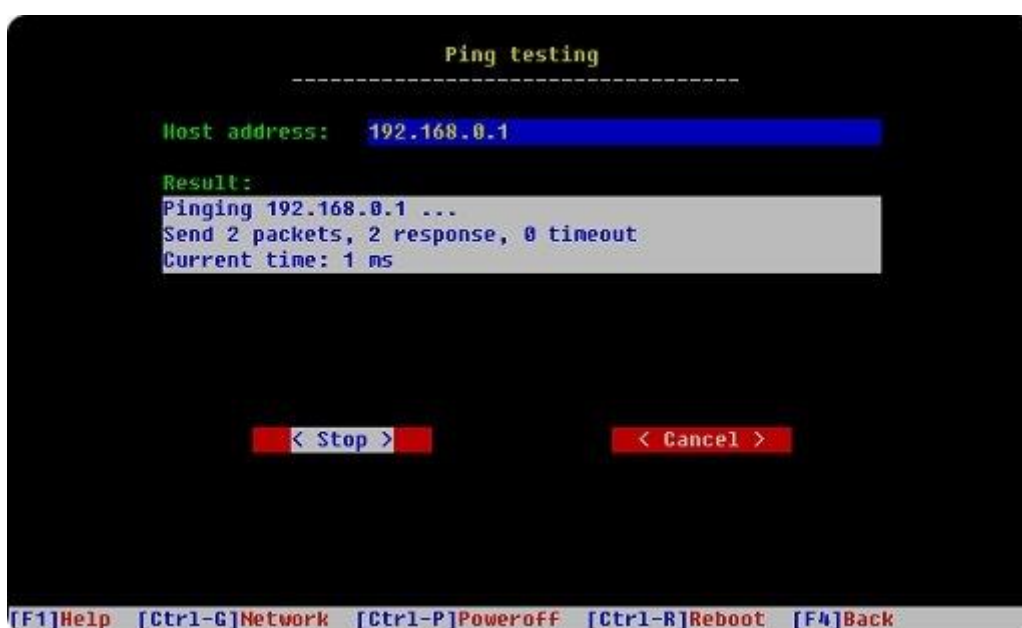 Ping testing
-----------------------------------
Host address: 192.168.0.1
Result:
Pinging 192.168.0.1 ...
Send 2 packets, 2 response, 0 timeout
Current time: 1 ms
< Stop > < Cancel >
[F1]Help [Ctrl-G]Network [Ctrl-P]Poweroff [Ctrl-R]Reboot [F4]Back